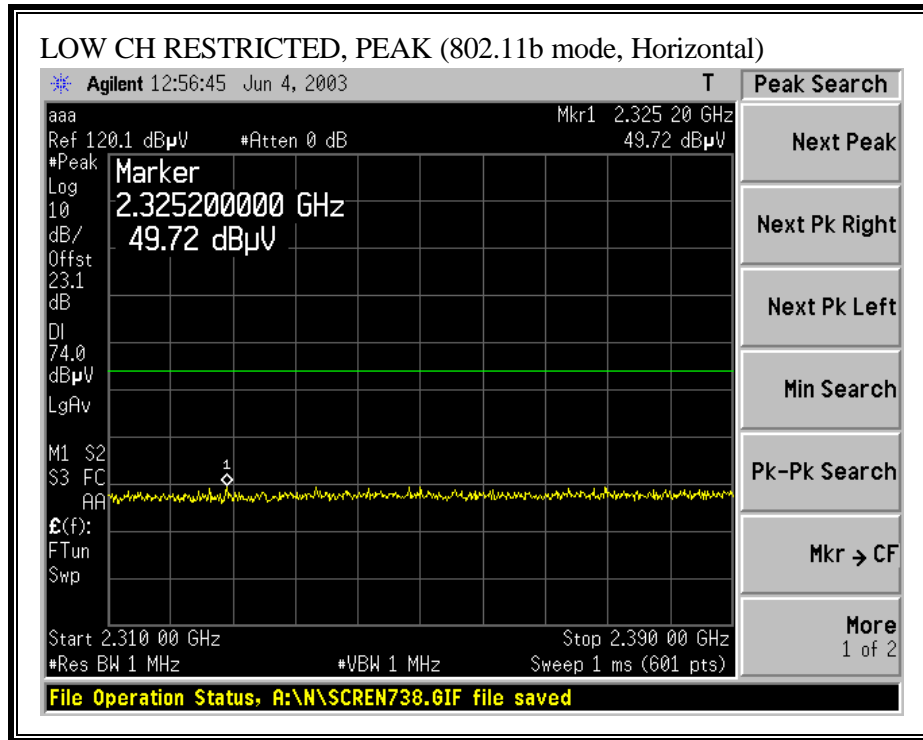 LOW CH RESTRICTED, PEAK (802.11b mode, Horizontal)
Agilent 12:56:45 Jun 4, 2003 T
Peak Search
aaa
Mkr1 2.325 20 GHz
Ref 120.1 dBµV #Atten 0 dB 49.72 dBµV
#Peak
Log
10
dB/
Offst
23.1
dB
DI
74.0
dBµV
LgAv
M1 S2
S3 FC
AA
£(f):
FTun
Swp
Marker
2.325200000 GHz
49.72 dBµV
1
Start 2.310 00 GHz Stop 2.390 00 GHz
#Res BW 1 MHz #VBW 1 MHz Sweep 1 ms (601 pts)
Next Peak
Next Pk Right
Next Pk Left
Min Search
Pk-Pk Search
Mkr → CF
More
1 of 2
File Operation Status, A:\N\SCREN738.GIF file saved